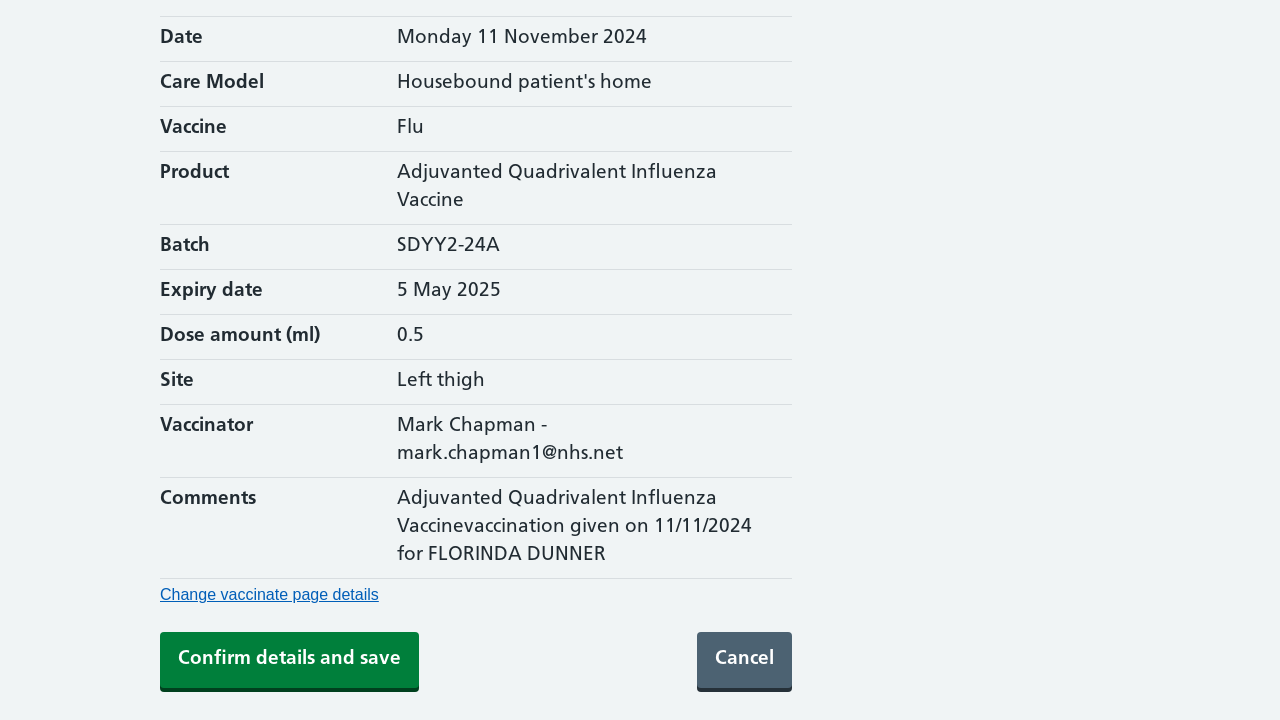 Date Monday 11 November 2024
Care Model Housebound patient's home
Vaccine Flu
Product Adjuvanted Quadrivalent Influenza
Vaccine
Batch SDYY2-24A
Expiry date 5 May 2025
Dose amount (ml) 0.5
Site Left thigh
Vaccinator Mark Chapman -
mark.chapman1@nhs.net
Comments Adjuvanted Quadrivalent Influenza
Vaccinevaccination given on 11/11/2024
for FLORINDA DUNNER
Change vaccinate page details
Confirm details and save Cancel